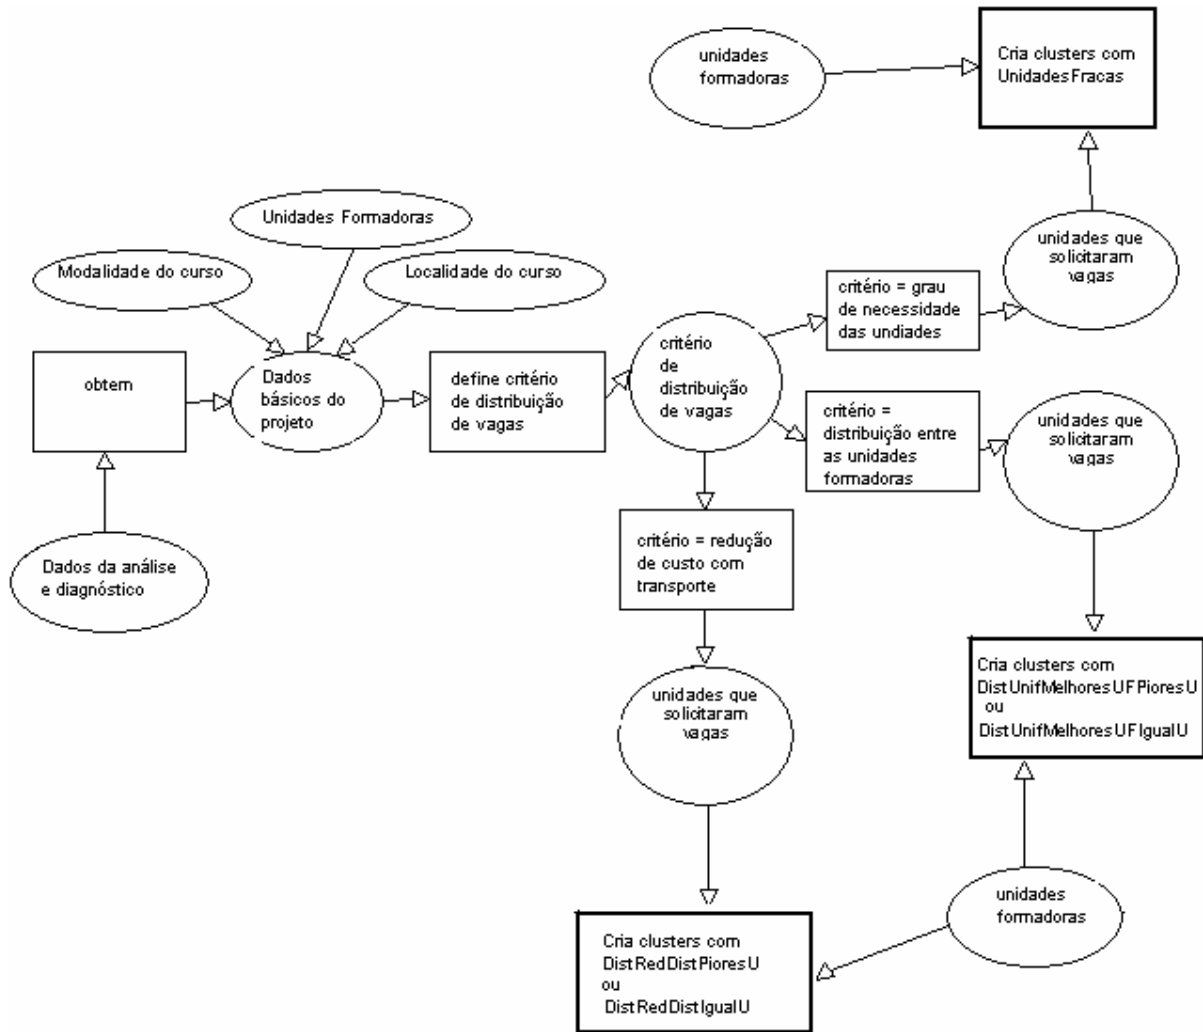 unidades
formadoras
Cria clusters com
UnidadesFracas
Unidades Formadoras
Modalidade do curso
Localidade do curso
unidades que
solicitaram
vagas
critério = grau
de necessidade
das undiades
obtem
Dados
básicos do
projeto
define critério
de distribuição
de vagas
critério
de
distribuição
de vagas
critério =
distribuição entre
as unidades
formadoras
unidades que
solicitaram
vagas
critério = redução
de custo com
transporte
Dados da análise
e diagnóstico
unidades que
solicitaram
vagas
Cria clusters com
DistUnifMelhoresUFPioresU
ou
DistUnifMelhoresUFIgualU
unidades
formadoras
Cria clusters com
DistRedDistPioresU
ou
DistRedDistIgualU